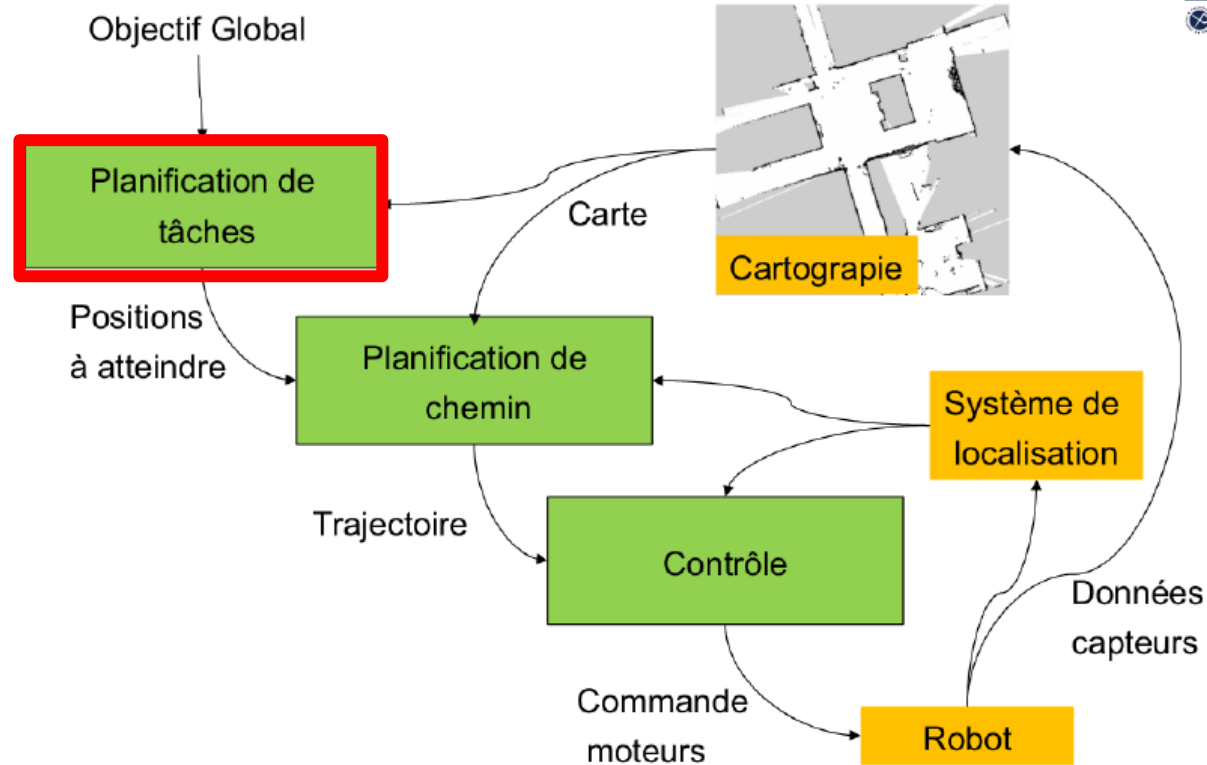 Objectif Global
Planification de
tâches
Carte
Cartograpie
Positions
à atteindre
Planification de
chemin
Système de
localisation
Trajectoire
Contrôle
Données
capteurs
Commande
moteurs
Robot